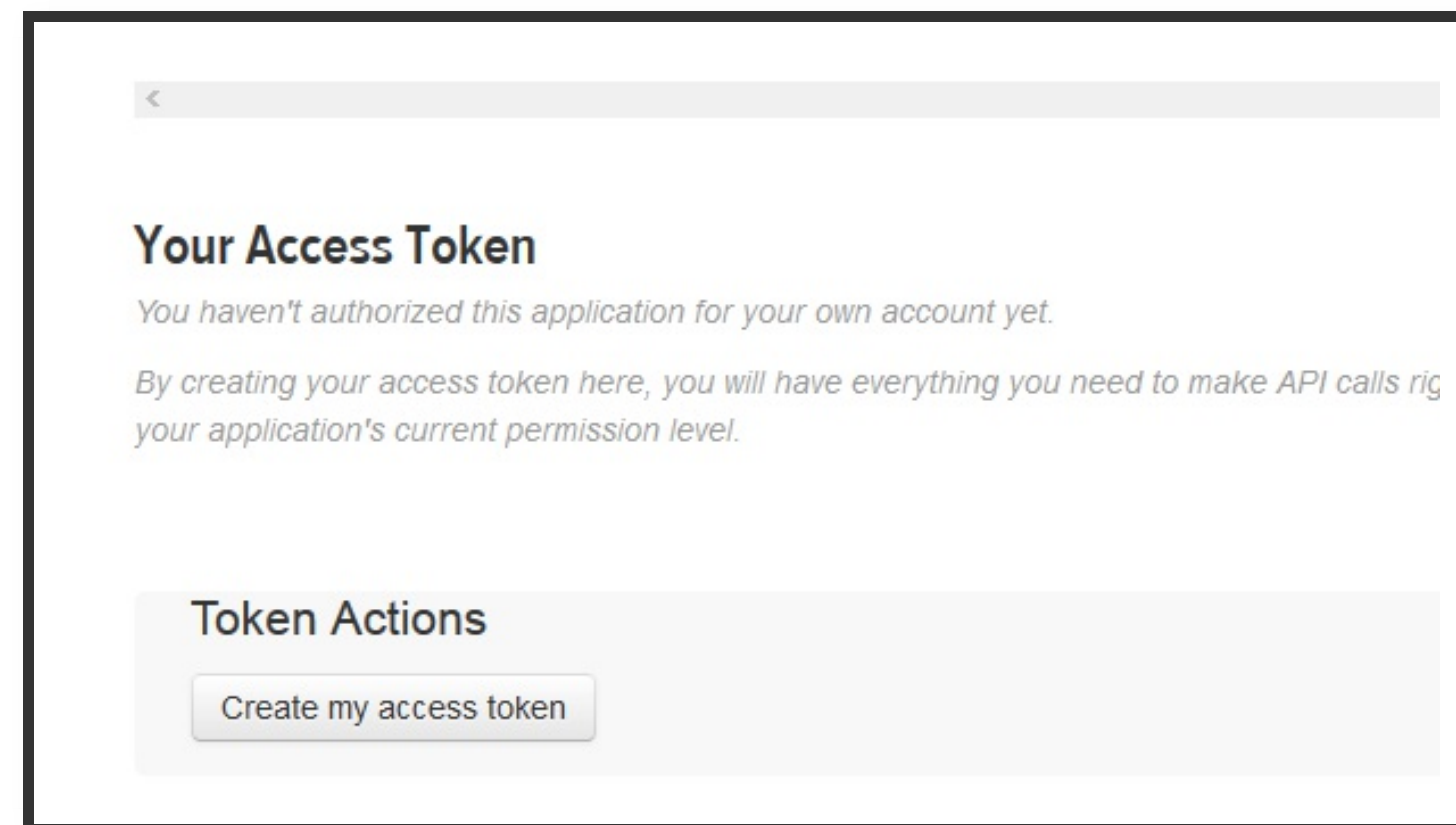 Your Access Token
You haven't authorized this application for your own account yet.
By creating your access token here, you will have everything you need to make API calls
your application's current permission level.
Token Actions
Create my access token